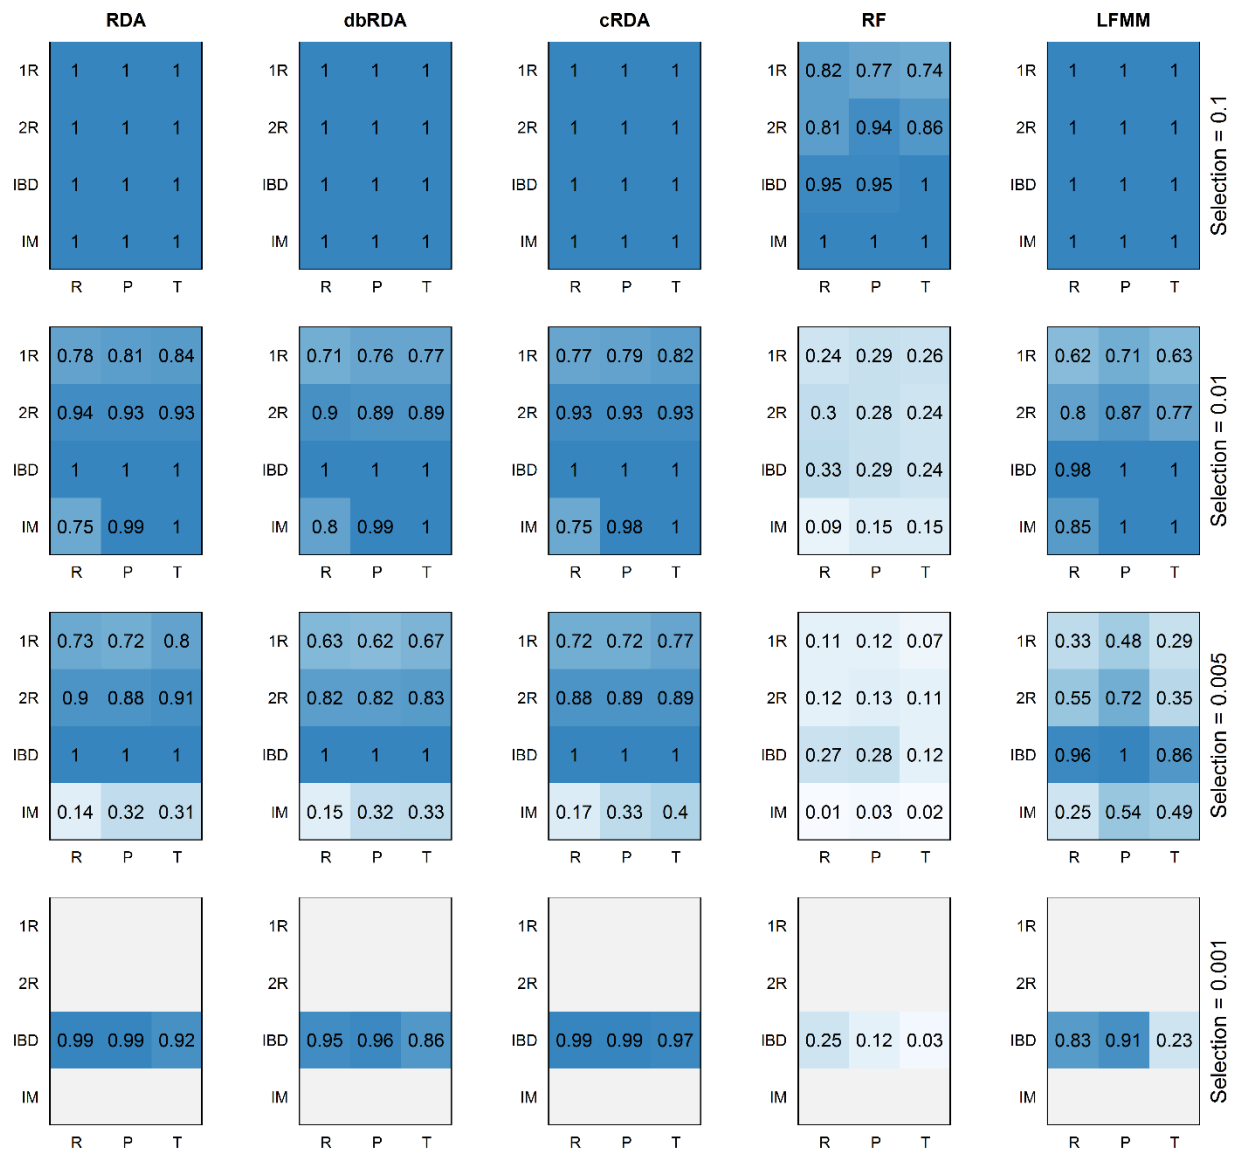 RDA dbRDA cRDA RF LFMM
1R 1 1 1 1R 1 1 1 1R 1 1 1 1R 0.82 0.77 0.74 1R 1 1 1
2R 1 1 1 2R 1 1 1 2R 1 1 1 2R 0.81 0.94 0.86 2R 1 1 1
IBD 1 1 1 IBD 1 1 1 IBD 1 1 1 IBD 0.95 0.95 1 IBD 1 1 1
IM 1 1 1 IM 1 1 1 IM 1 1 1 IM 1 1 1 IM 1 1 1
R P T R P T R P T R P T R P T
Selection = 0.1
1R 0.78 0.81 0.84 1R 0.71 0.76 0.77 1R 0.77 0.79 0.82 1R 0.24 0.29 0.26 1R 0.62 0.71 0.63
2R 0.94 0.93 0.93 2R 0.9 0.89 0.89 2R 0.93 0.93 0.93 2R 0.3 0.28 0.24 2R 0.8 0.87 0.77
IBD 1 1 1 IBD 1 1 1 IBD 1 1 1 IBD 0.33 0.29 0.24 IBD 0.98 1 1
IM 0.75 0.99 1 IM 0.8 0.99 1 IM 0.75 0.98 1 IM 0.09 0.15 0.15 IM 0.85 1 1
R P T R P T R P T R P T R P T
Selection = 0.01
1R 0.73 0.72 0.8 1R 0.63 0.62 0.67 1R 0.72 0.72 0.77 1R 0.11 0.12 0.07 1R 0.33 0.48 0.29
2R 0.9 0.88 0.91 2R 0.82 0.82 0.83 2R 0.88 0.89 0.89 2R 0.12 0.13 0.11 2R 0.55 0.72 0.35
IBD 1 1 1 IBD 1 1 1 IBD 1 1 1 IBD 0.27 0.28 0.12 IBD 0.96 1 0.86
IM 0.14 0.32 0.31 IM 0.15 0.32 0.33 IM 0.17 0.33 0.4 IM 0.01 0.03 0.02 IM 0.25 0.54 0.49
R P T R P T R P T R P T R P T
Selection = 0.005
1R 1R 1R 1R 1R
2R 2R 2R 2R 2R
IBD 0.99 0.99 0.92 IBD 0.95 0.96 0.86 IBD 0.99 0.99 0.97 IBD 0.25 0.12 0.03 IBD 0.83 0.91 0.23
IM IM IM IM IM
R P T R P T R P T R P T R P T
Selection = 0.001